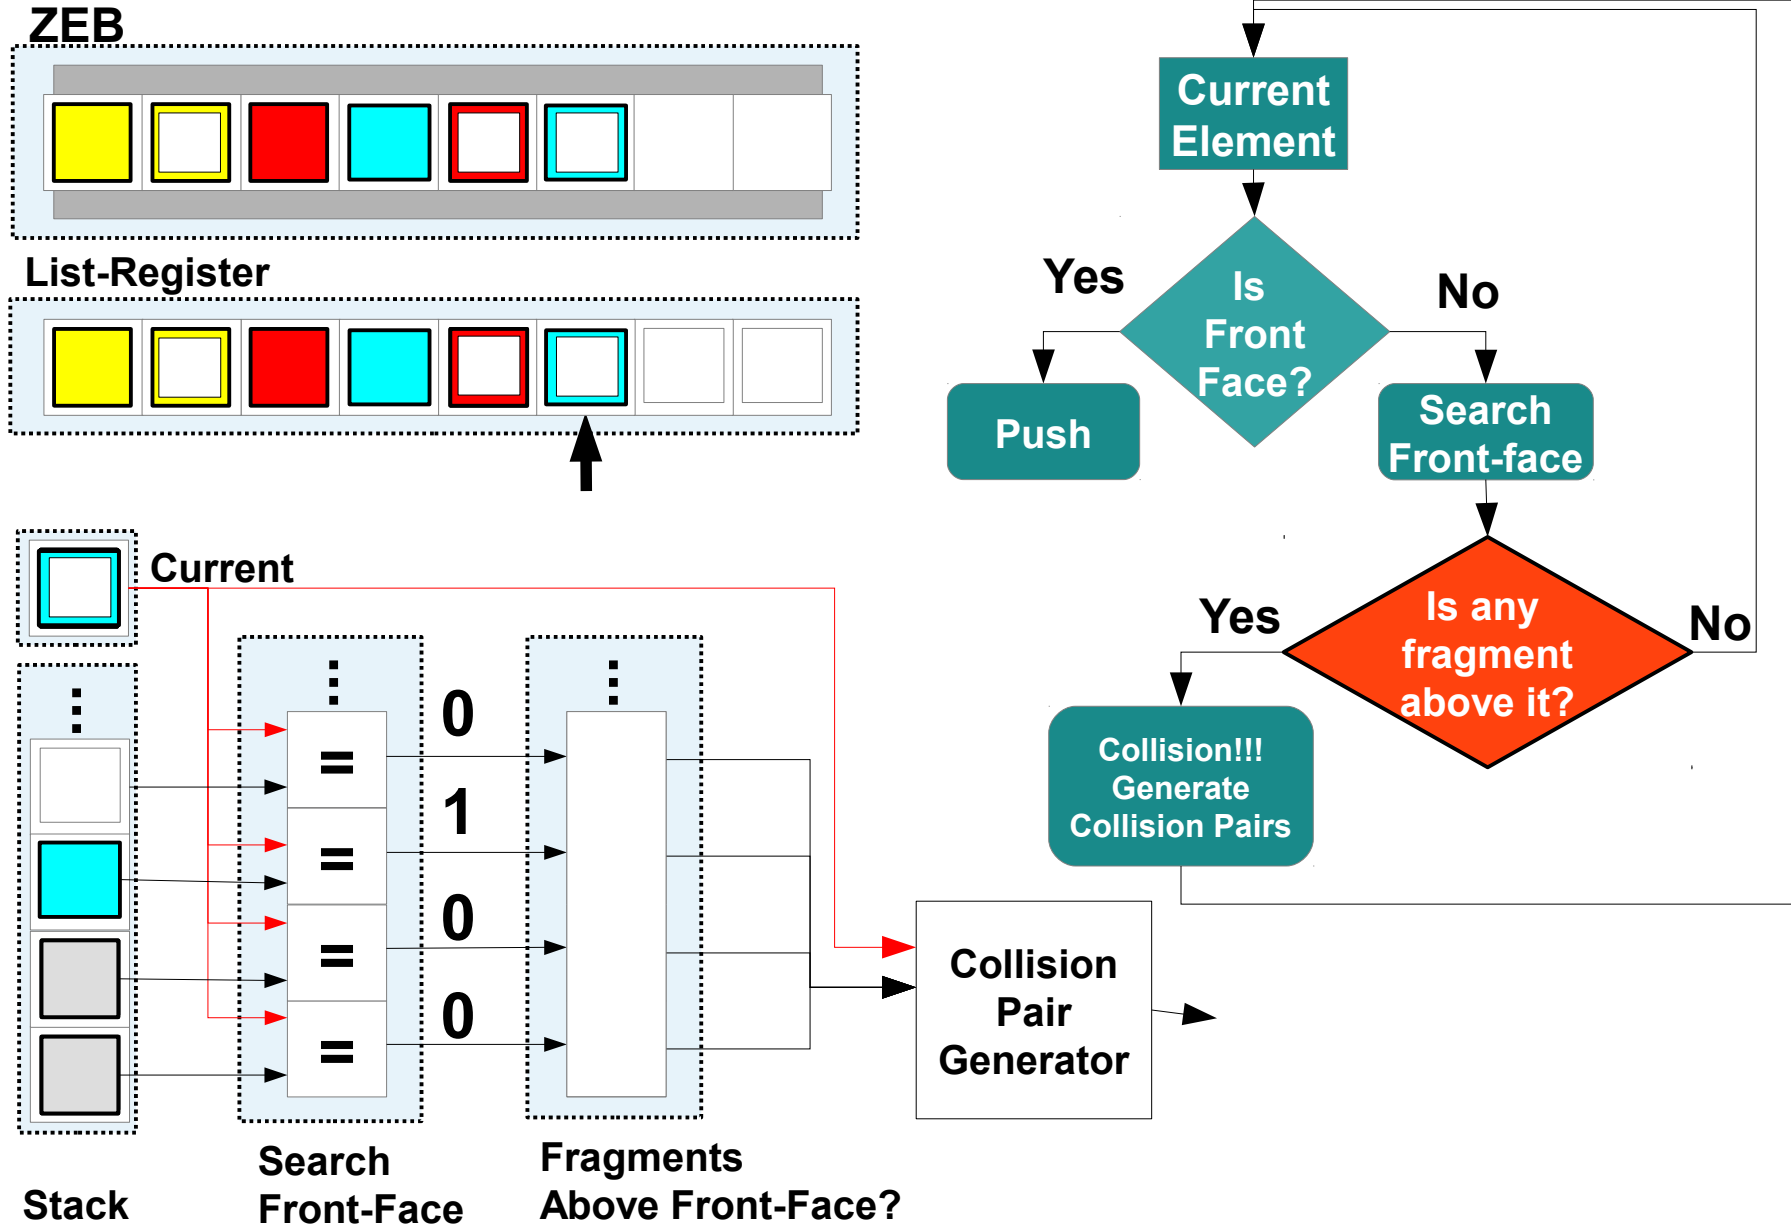 ZEB
List-Register
Current
0
1
0
0
=
=
=
=
Stack
Search
Front-Face
Fragments
Above Front-Face?
Collision
Pair
Generator
Current
Element
Is
Front
Face?
Yes
No
Push
Search
Front-face
Is any
fragment
above it?
Yes
No
Collision!!!
Generate
Collision Pairs